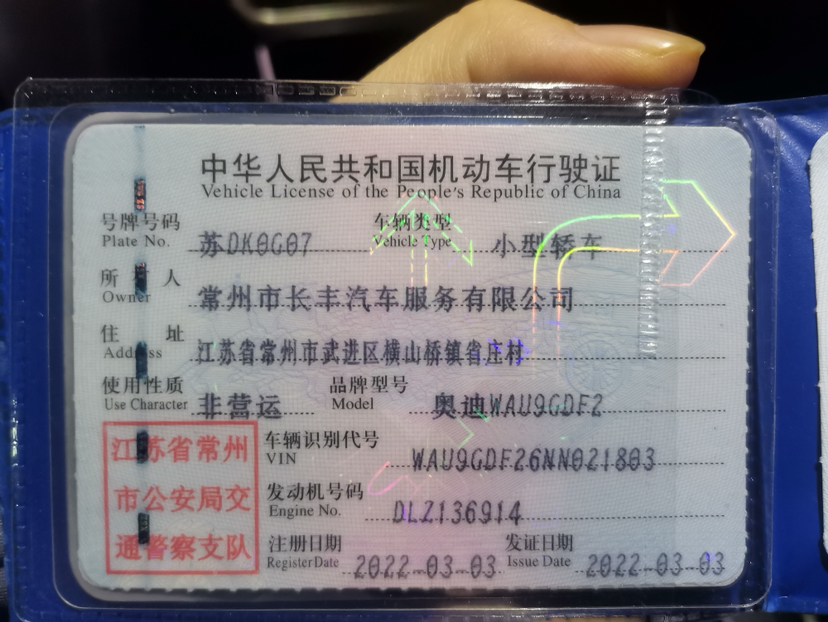 中华人民共和国机动车行驶证
Vehicle License of the People's Republic of China
号牌号码 苏DK0G07 车辆类型 小型轿车
Plate No. Vehicle Type
所有人 常州市长丰汽车服务有限公司
Owner
住址 江苏省常州市武进区横山桥镇省庄村
Address
使用性质 非营运 品牌型号 奥迪WAU9GDF2
Use Character Model
江苏省常州 车辆识别代号 WAU9GDF26NN021803
VIN
市公安局交 发动机号码 DLZ136914
Engine No.
通警察支队 注册日期 2022-03-03 发证日期 2022-03-03
Register Date Issue Date